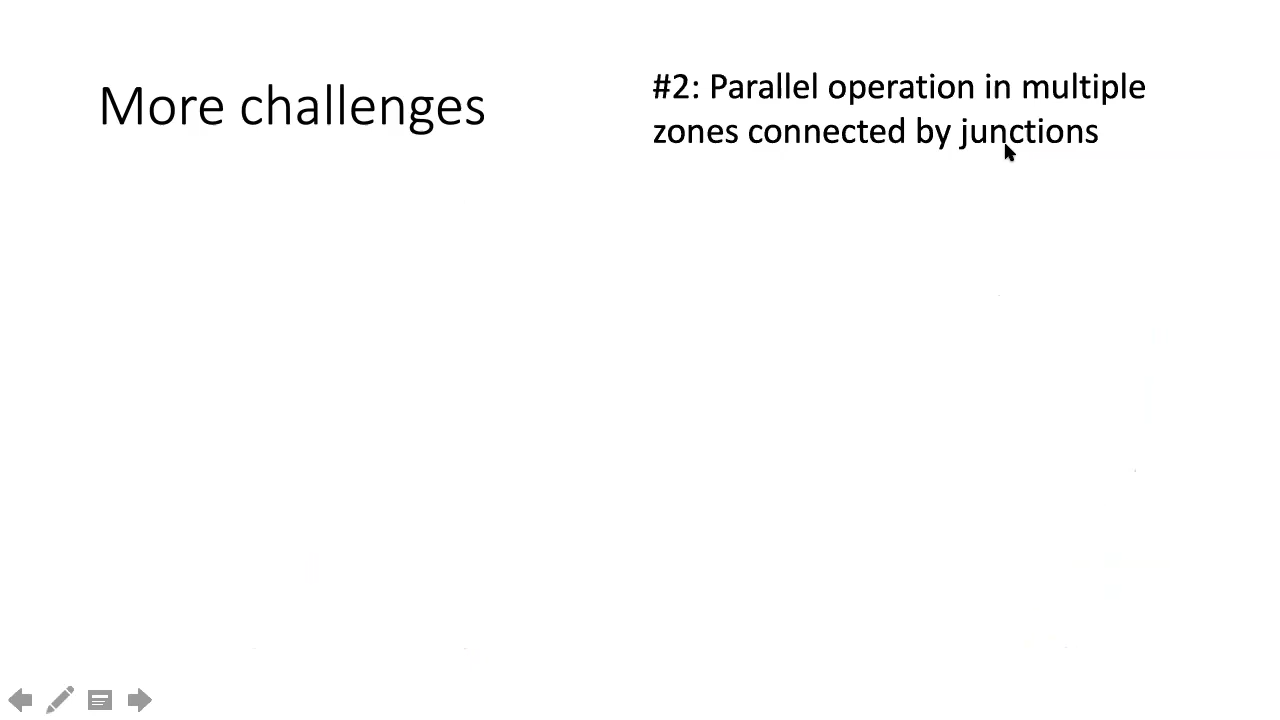 More challenges
#2: Parallel operation in multiple
zones connected by junctions